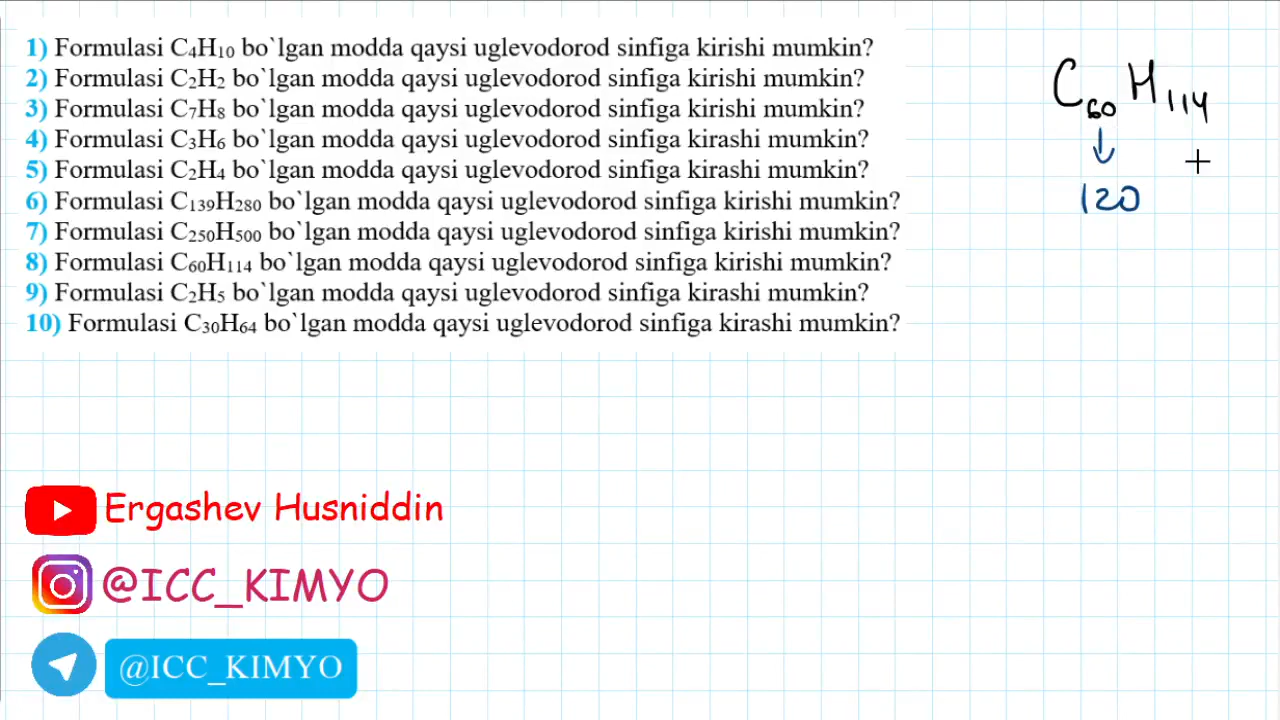 1) Formulasi C₄H₁₀ bo`lgan modda qaysi uglevodorod sinfiga kirishi mumkin?
2) Formulasi C₂H₂ bo`lgan modda qaysi uglevodorod sinfiga kirishi mumkin?
3) Formulasi C₇H₈ bo`lgan modda qaysi uglevodorod sinfiga kirishi mumkin?
4) Formulasi C₃H₆ bo`lgan modda qaysi uglevodorod sinfiga kirashi mumkin?
5) Formulasi C₂H₄ bo`lgan modda qaysi uglevodorod sinfiga kirashi mumkin?
6) Formulasi C₁₃₉H₂₈₀ bo`lgan modda qaysi uglevodorod sinfiga kirishi mumkin?
7) Formulasi C₂₅₀H₅₀₀ bo`lgan modda qaysi uglevodorod sinfiga kirishi mumkin?
8) Formulasi C₆₀H₁₁₄ bo`lgan modda qaysi uglevodorod sinfiga kirishi mumkin?
9) Formulasi C₂H₅ bo`lgan modda qaysi uglevodorod sinfiga kirashi mumkin?
10) Formulasi C₃₀H₆₄ bo`lgan modda qaysi uglevodorod sinfiga kirashi mumkin?
C₆₀H₁₁₄
↓
120
Ergashev Husniddin
@ICC_KIMYO
@ICC_KIMYO